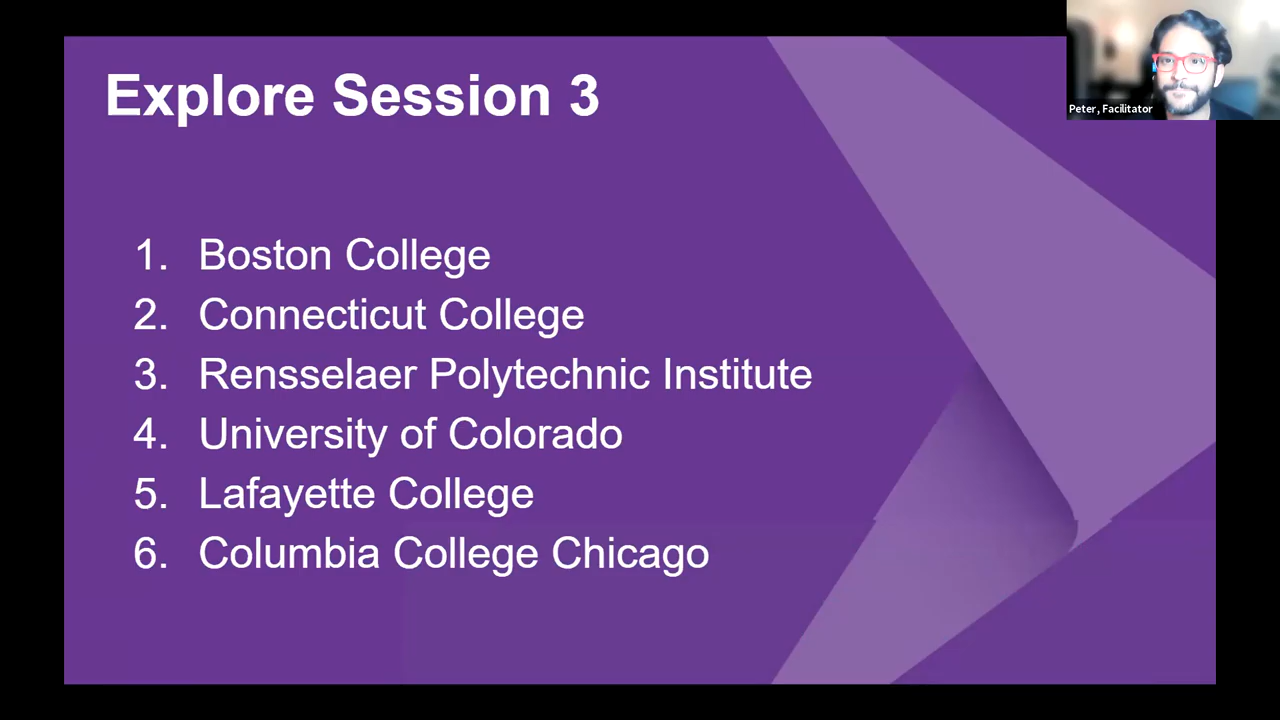 Explore Session 3
Peter, Facilitator
1. Boston College
2. Connecticut College
3. Rensselaer Polytechnic Institute
4. University of Colorado
5. Lafayette College
6. Columbia College Chicago